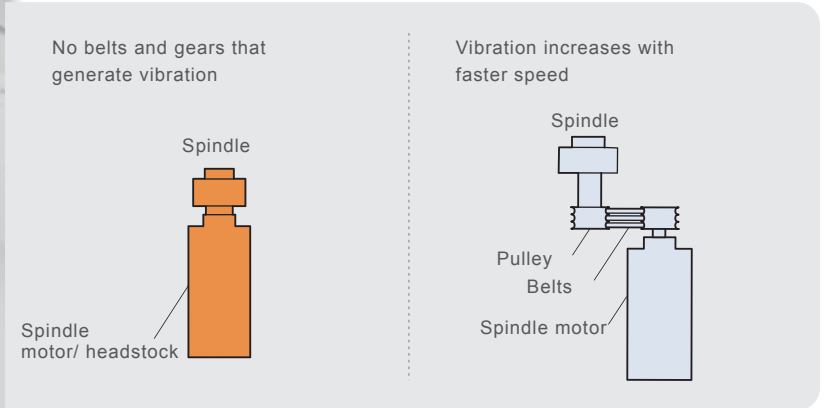 No belts and gears that
generate vibration
Spindle
Spindle
motor/ headstock
Vibration increases with
faster speed
Spindle
Pulley
Belts
Spindle motor